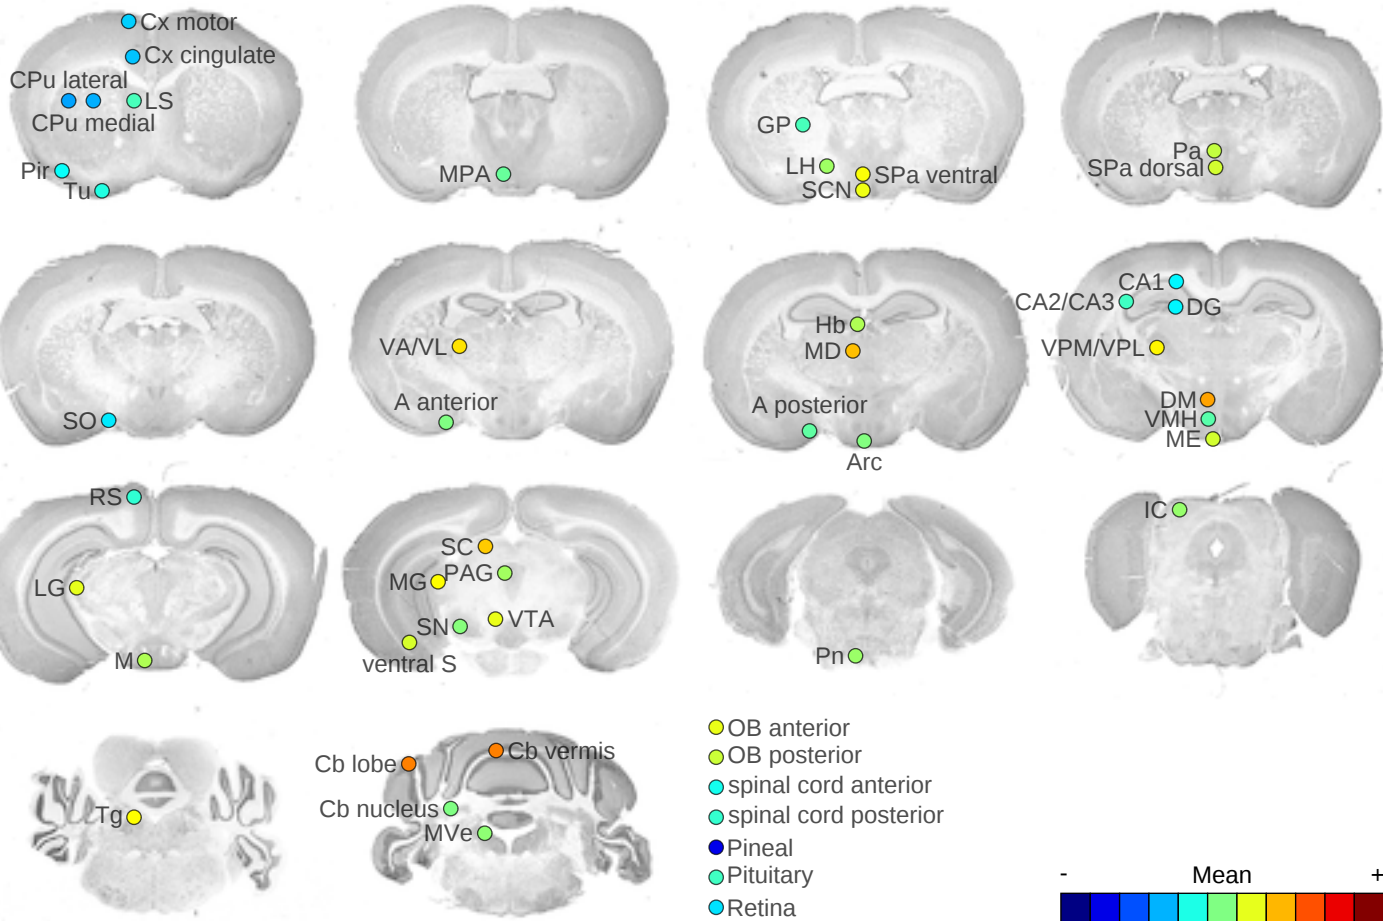 Cx motor
Cx cingulate
CPu lateral
LS
CPu medial
Pir
Tu
MPA
GP
LH
SPa ventral
SCN
Pa
SPa dorsal
SO
VA/VL
A anterior
Hb
MD
A posterior
Arc
CA1
CA2/CA3
DG
VPM/VPL
DM
VMH
ME
RS
LG
M
SC
PAG
MG
VTA
SN
ventral S
Pn
IC
Tg
Cb lobe
Cb vermis
Cb nucleus
MVe
OB anterior
OB posterior
spinal cord anterior
spinal cord posterior
Pineal
Pituitary
Retina
- Mean +